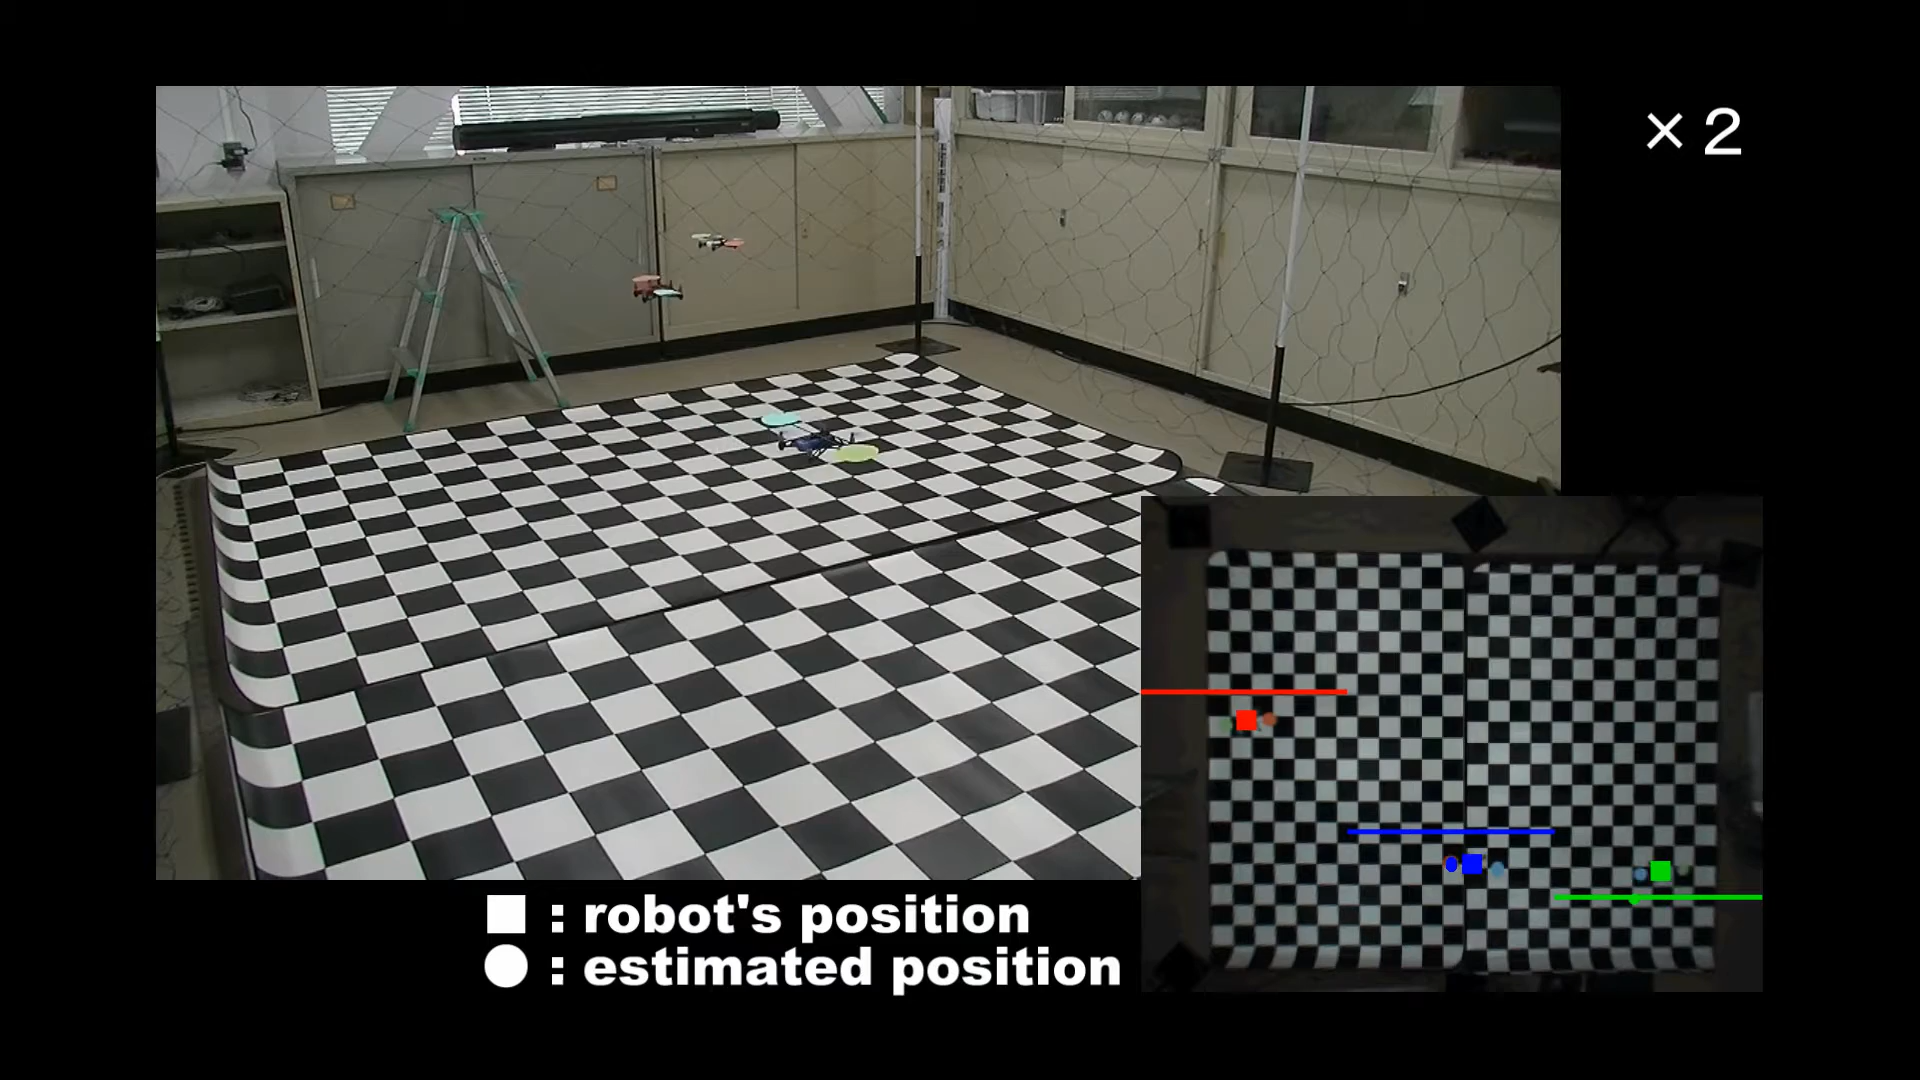 × 2
: robot's position
: estimated position